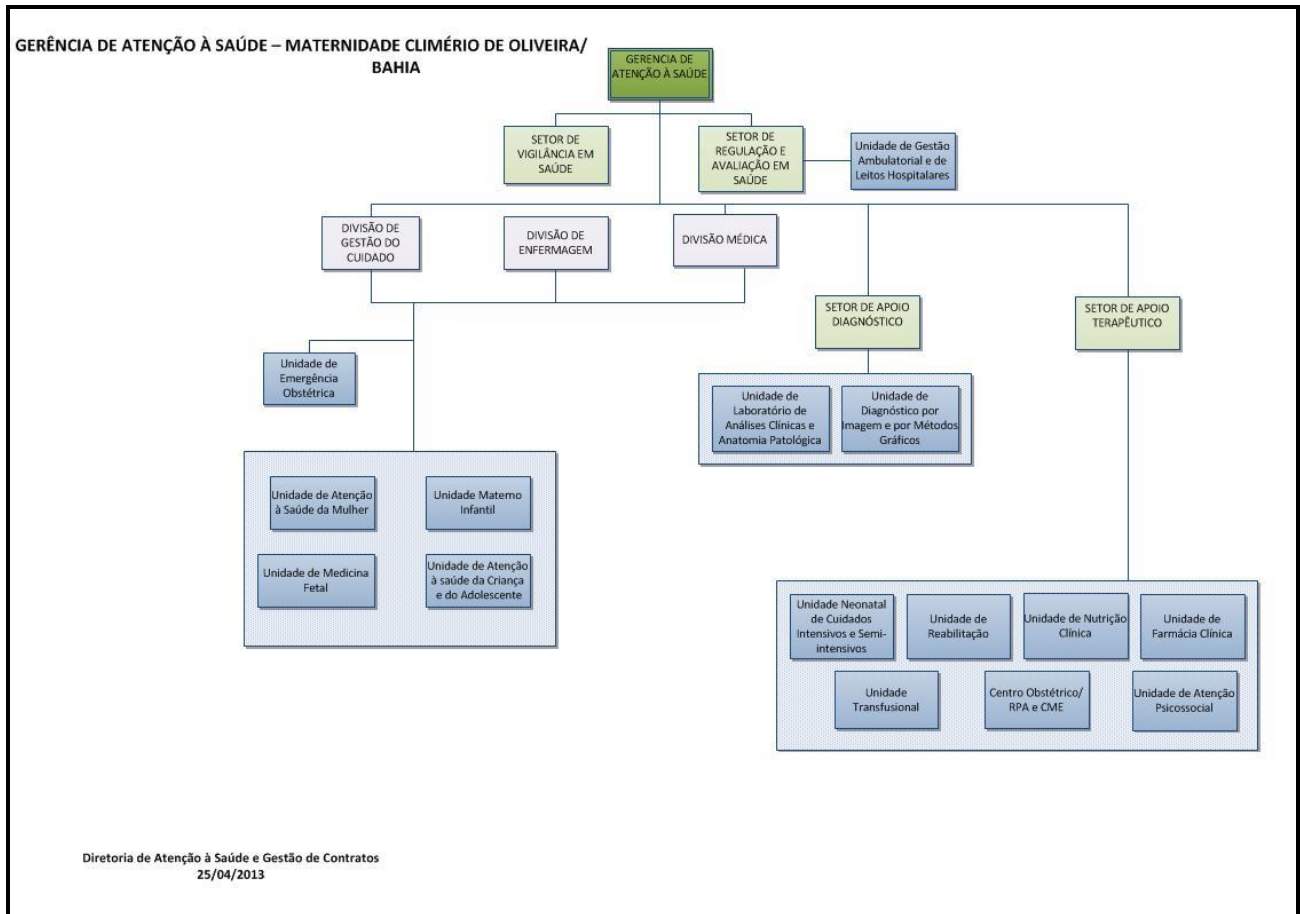 GERÊNCIA DE ATENÇÃO À SAÚDE – MATERNIDADE CLIMÉRIO DE OLIVEIRA/
BAHIA
GERENCIA DE
ATENÇÃO À SAÚDE
SETOR DE
VIGILÂNCIA EM
SAÚDE
SETOR DE
REGULAÇÃO E
AVALIAÇÃO EM
SAÚDE
Unidade de Gestão
Ambulatorial e de
Leitos Hospitalares
DIVISÃO DE
GESTÃO DO
CUIDADO
DIVISÃO DE
ENFERMAGEM
DIVISÃO MÉDICA
SETOR DE APOIO
DIAGNÓSTICO
SETOR DE APOIO
TERAPÊUTICO
Unidade de
Emergência
Obstétrica
Unidade de
Laboratório de
Análises Clínicas e
Anatomia Patológica
Unidade de
Diagnóstico por
Imagem e por Métodos
Gráficos
Unidade de Atenção
à Saúde da Mulher
Unidade Materno
Infantil
Unidade de Medicina
Fetal
Unidade de Atenção
à saúde da Criança
e do Adolescente
Unidade Neonatal
de Cuidados
Intensivos e Semi-
intensivos
Unidade de
Reabilitação
Unidade de Nutrição
Clínica
Unidade de
Farmácia Clínica
Unidade
Transfusional
Centro Obstétrico/
RPA e CME
Unidade de Atenção
Psicossocial
Diretoria de Atenção à Saúde e Gestão de Contratos
25/04/2013